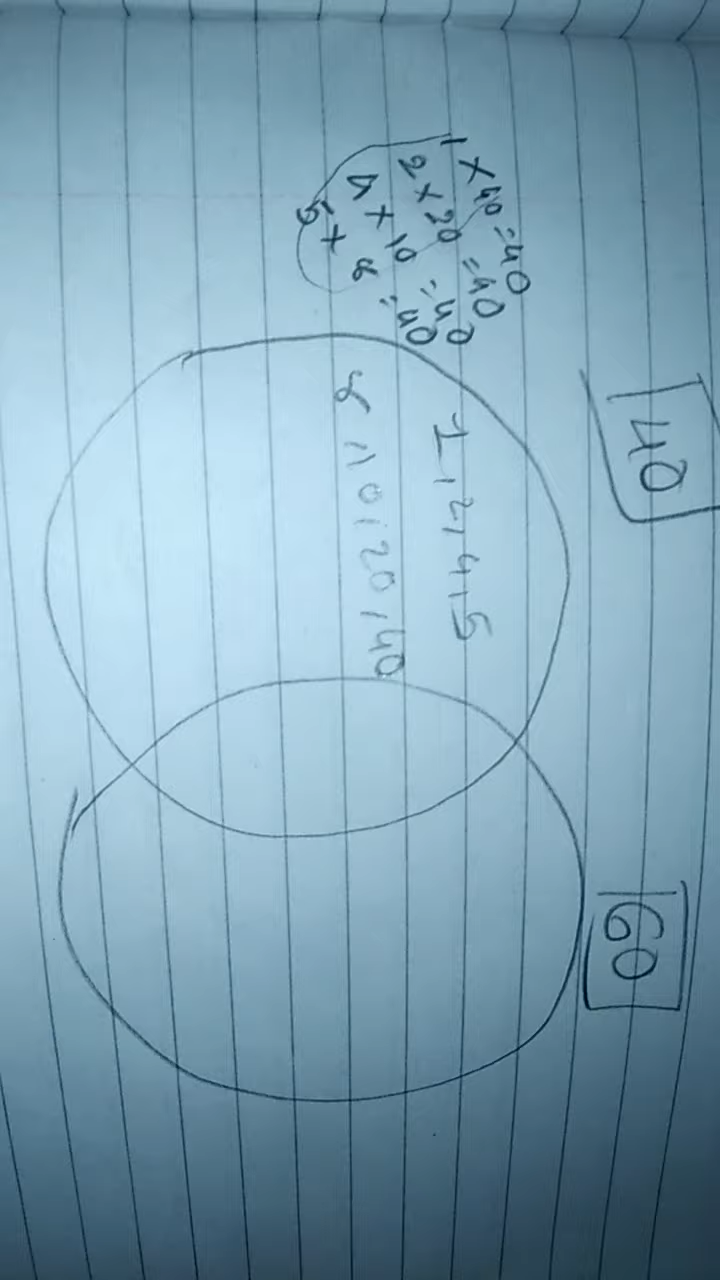 40
60
1 × 40 = 40
2 × 20 = 40
4 × 10 = 40
5 × 8 = 40
1, 2, 4, 5
8, 10, 20, 40